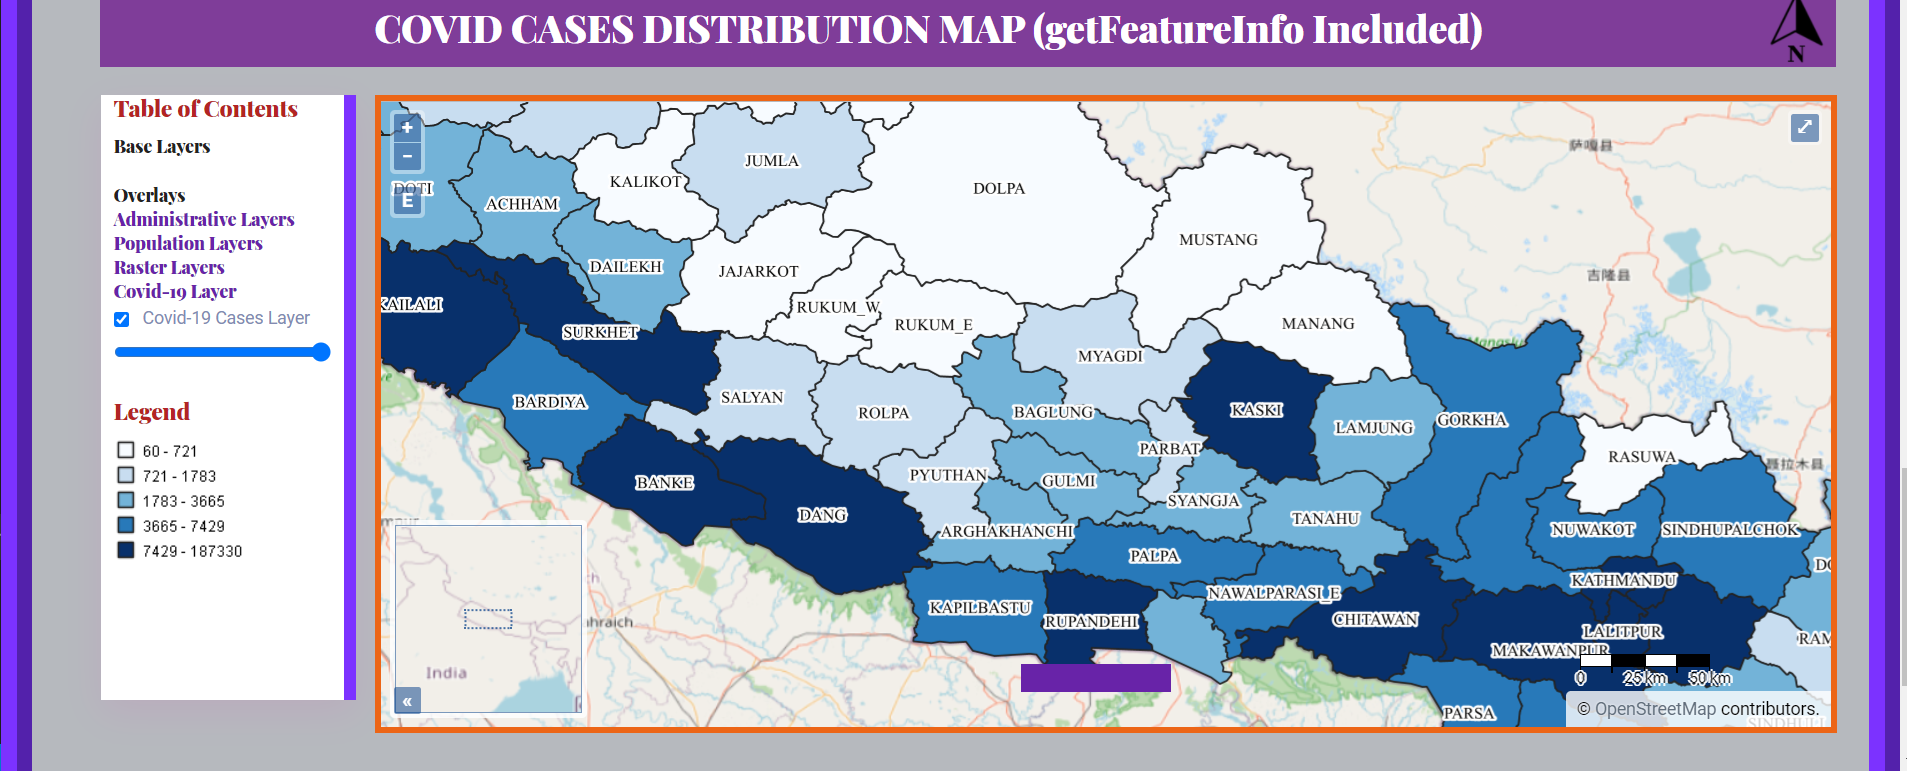 COVID CASES DISTRIBUTION MAP (getFeatureInfo Included)
N
Table of Contents
Base Layers
Overlays
Administrative Layers
Population Layers
Raster Layers
Covid-19 Layer
Covid-19 Cases Layer
Legend
60 - 721
721 - 1783
1783 - 3665
3665 - 7429
7429 - 187330
+
−
E
DOTI
ACHHAM
KALIKOT
JUMLA
DOLPA
MUSTANG
萨嘎县
吉隆县
聂拉木县
DAILEKH
JAJARKOT
RUKUM_W
RUKUM_E
MANANG
KAILALI
SURKHET
MYAGDI
BARDIYA
SALYAN
ROLPA
BAGLUNG
KASKI
LAMJUNG
GORKHA
PARBAT
RASUWA
BANKE
PYUTHAN
GULMI
SYANGJA
DANG
ARGHAKHANCHI
TANAHU
NUWAKOT
SINDHUPALCHOK
PALPA
KATHMANDU
KAPILBASTU
RUPANDEHI
NAWALPARASI_E
CHITAWAN
LALITPUR
MAKAWANPUR
RAM
PARSA
SINDHUL
hraich
India
«
0 25 km 50 km
© OpenStreetMap contributors.